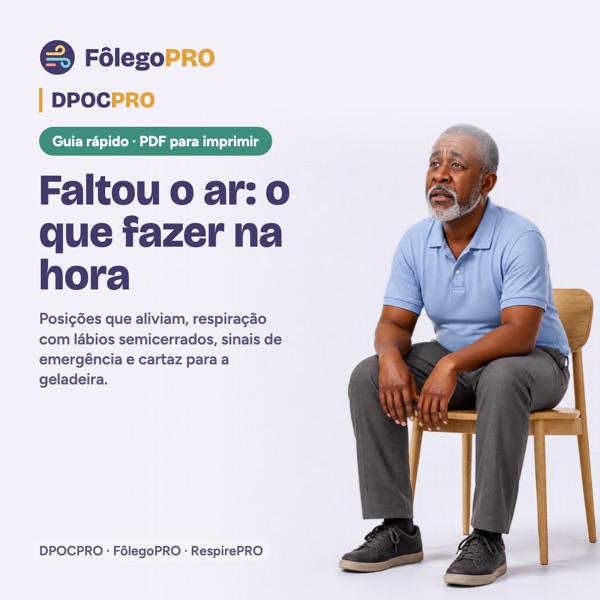 FôlegoPRO
DPOCPRO
Guia rápido · PDF para imprimir
Faltou o ar: o
que fazer na
hora
Posições que aliviam, respiração
com lábios semicerrados, sinais de
emergência e cartaz para a
geladeira.
DPOCPRO · FôlegoPRO · RespirePRO